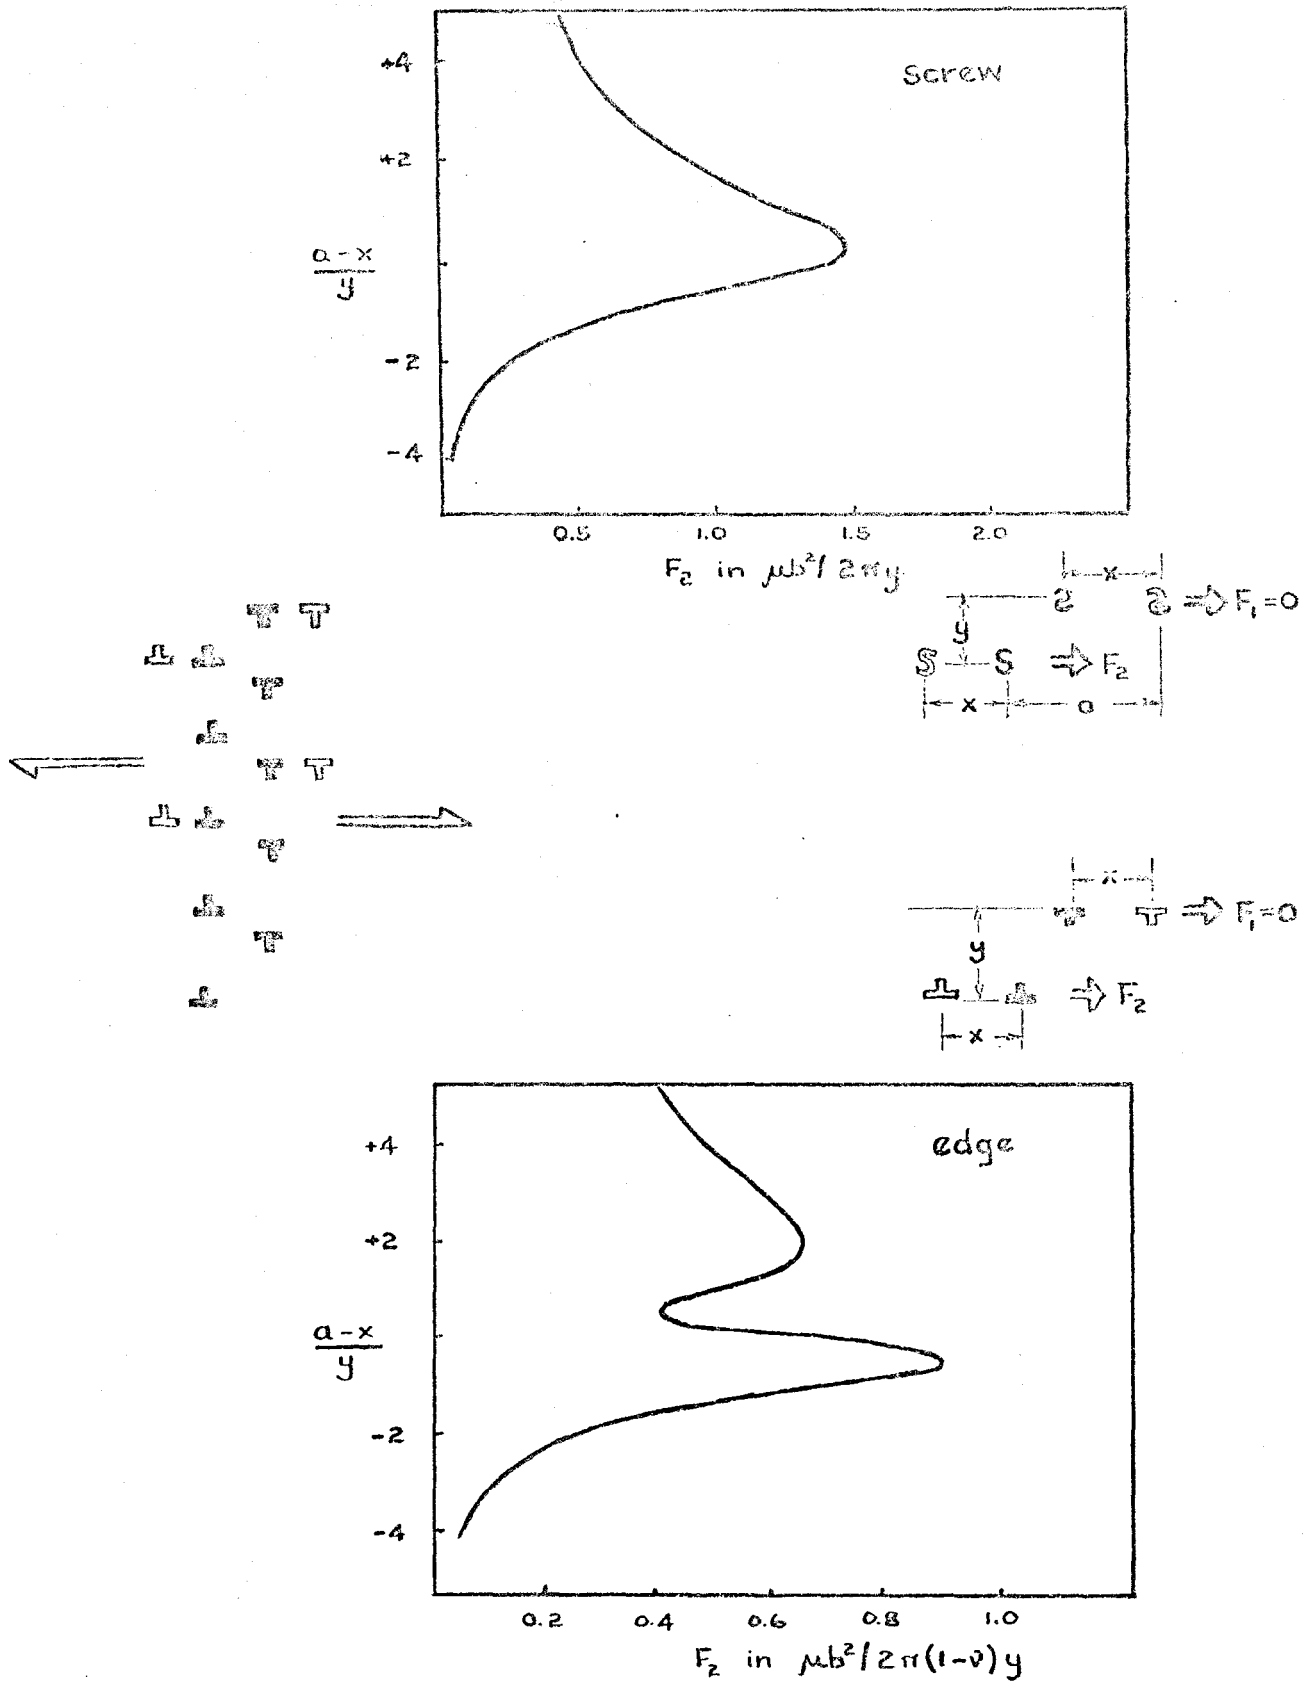 screw
+4
+2
a-x
y
-2
-4
0.5 1.0 1.5 2.0
F₂ in μb²/2πy
x
S S ⇒ F₁=0
y
S S ⇒ F₂
x a
x
⊤ ⊤ ⇒ F₁=0
y
⊥ ⊥ ⇒ F₂
x
edge
+4
+2
a-x
y
-2
-4
0.2 0.4 0.6 0.8 1.0
F₂ in μb²/2π(1-ν)y